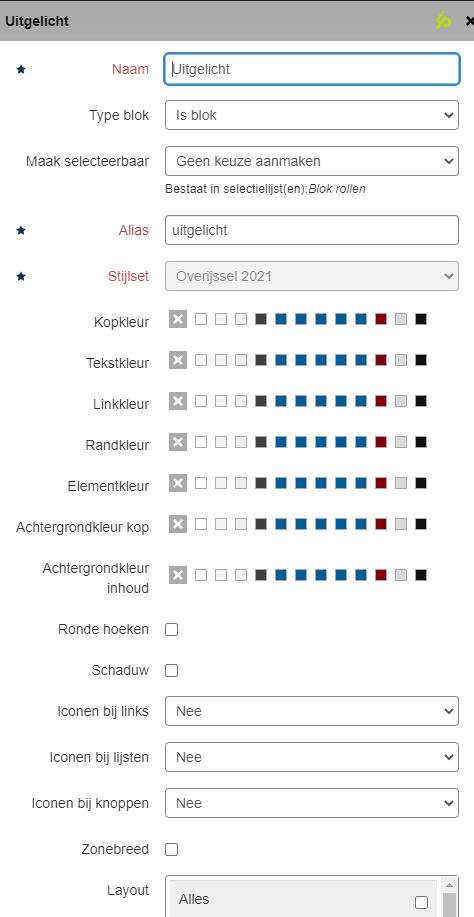 Uitgelicht
Naam Uitgelicht
Type blok Is blok
Maak selecteerbaar Geen keuze aanmaken
Bestaat in selectielijst(en):Blok rollen
Alias uitgelicht
Stijlset Overijssel 2021
Kopkleur
Tekstkleur
Linkkleur
Randkleur
Elementkleur
Achtergrondkleur kop
Achtergrondkleur
inhoud
Ronde hoeken
Schaduw
Iconen bij links Nee
Iconen bij lijsten Nee
Iconen bij knoppen Nee
Zonebreed
Layout Alles